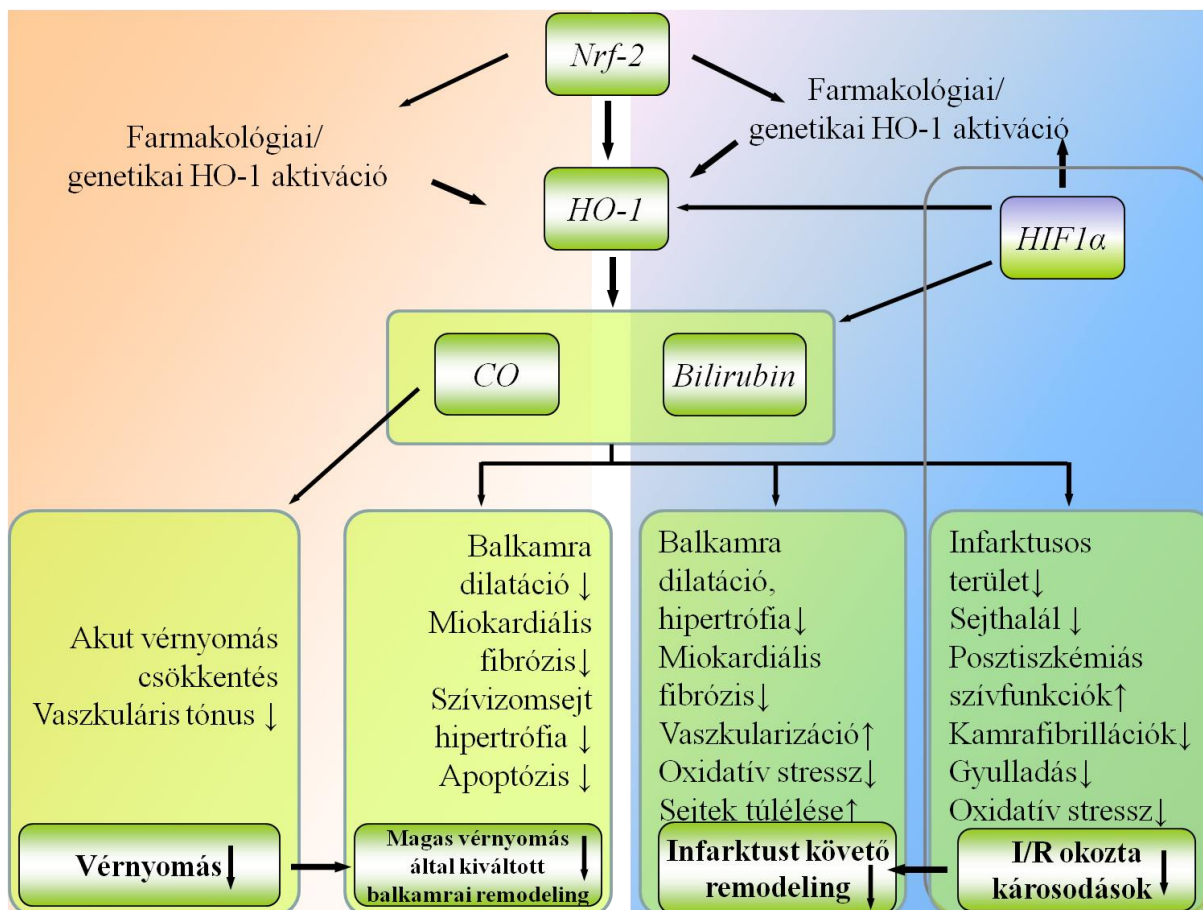 Nrf-2
Farmakológiai/
genetikai HO-1 aktiváció
Farmakológiai/
genetikai HO-1 aktiváció
HO-1
HIF1α
CO
Bilirubin
Akut vérnyomás
csökkentés
Vaszkuláris tónus ↓
Vérnyomás ↓
Balkamra
dilatáció ↓
Miokardiális
fibrózis↓
Szívizomsejt
hipertrófia ↓
Apoptózis ↓
Magas vérnyomás
által kiváltott
balkamrai remodeling ↓
Balkamra
dilatáció,
hipertrófia↓
Miokardiális
fibrózis↓
Vaszkularizáció↑
Oxidatív stressz↓
Sejtek túlélése↑
Infarktust követő
remodeling ↓
Infarktusos
terület↓
Sejthalál ↓
Posztiszkémiás
szívfunkciók↑
Kamrafibrillációk↓
Gyulladás↓
Oxidatív stressz↓
I/R okozta
károsodások ↓